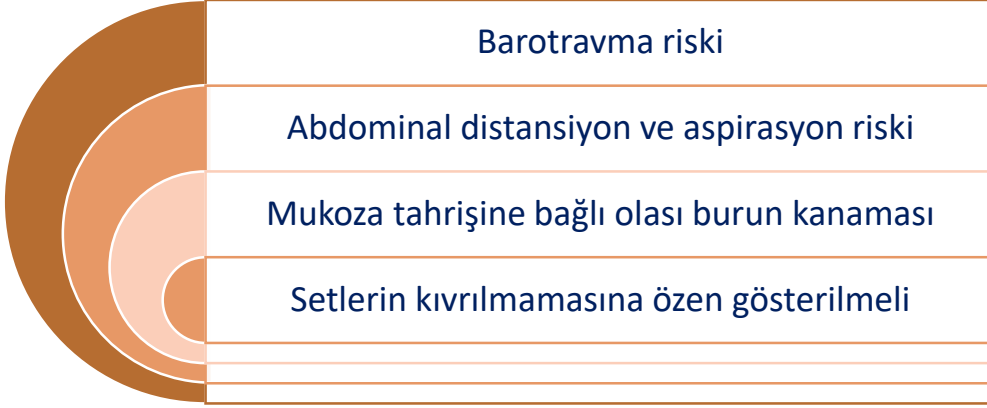 Barotravma riski
Abdominal distansiyon ve aspirasyon riski
Mukoza tahrişine bağlı olası burun kanaması
Setlerin kıvrılmamasına özen gösterilmeli